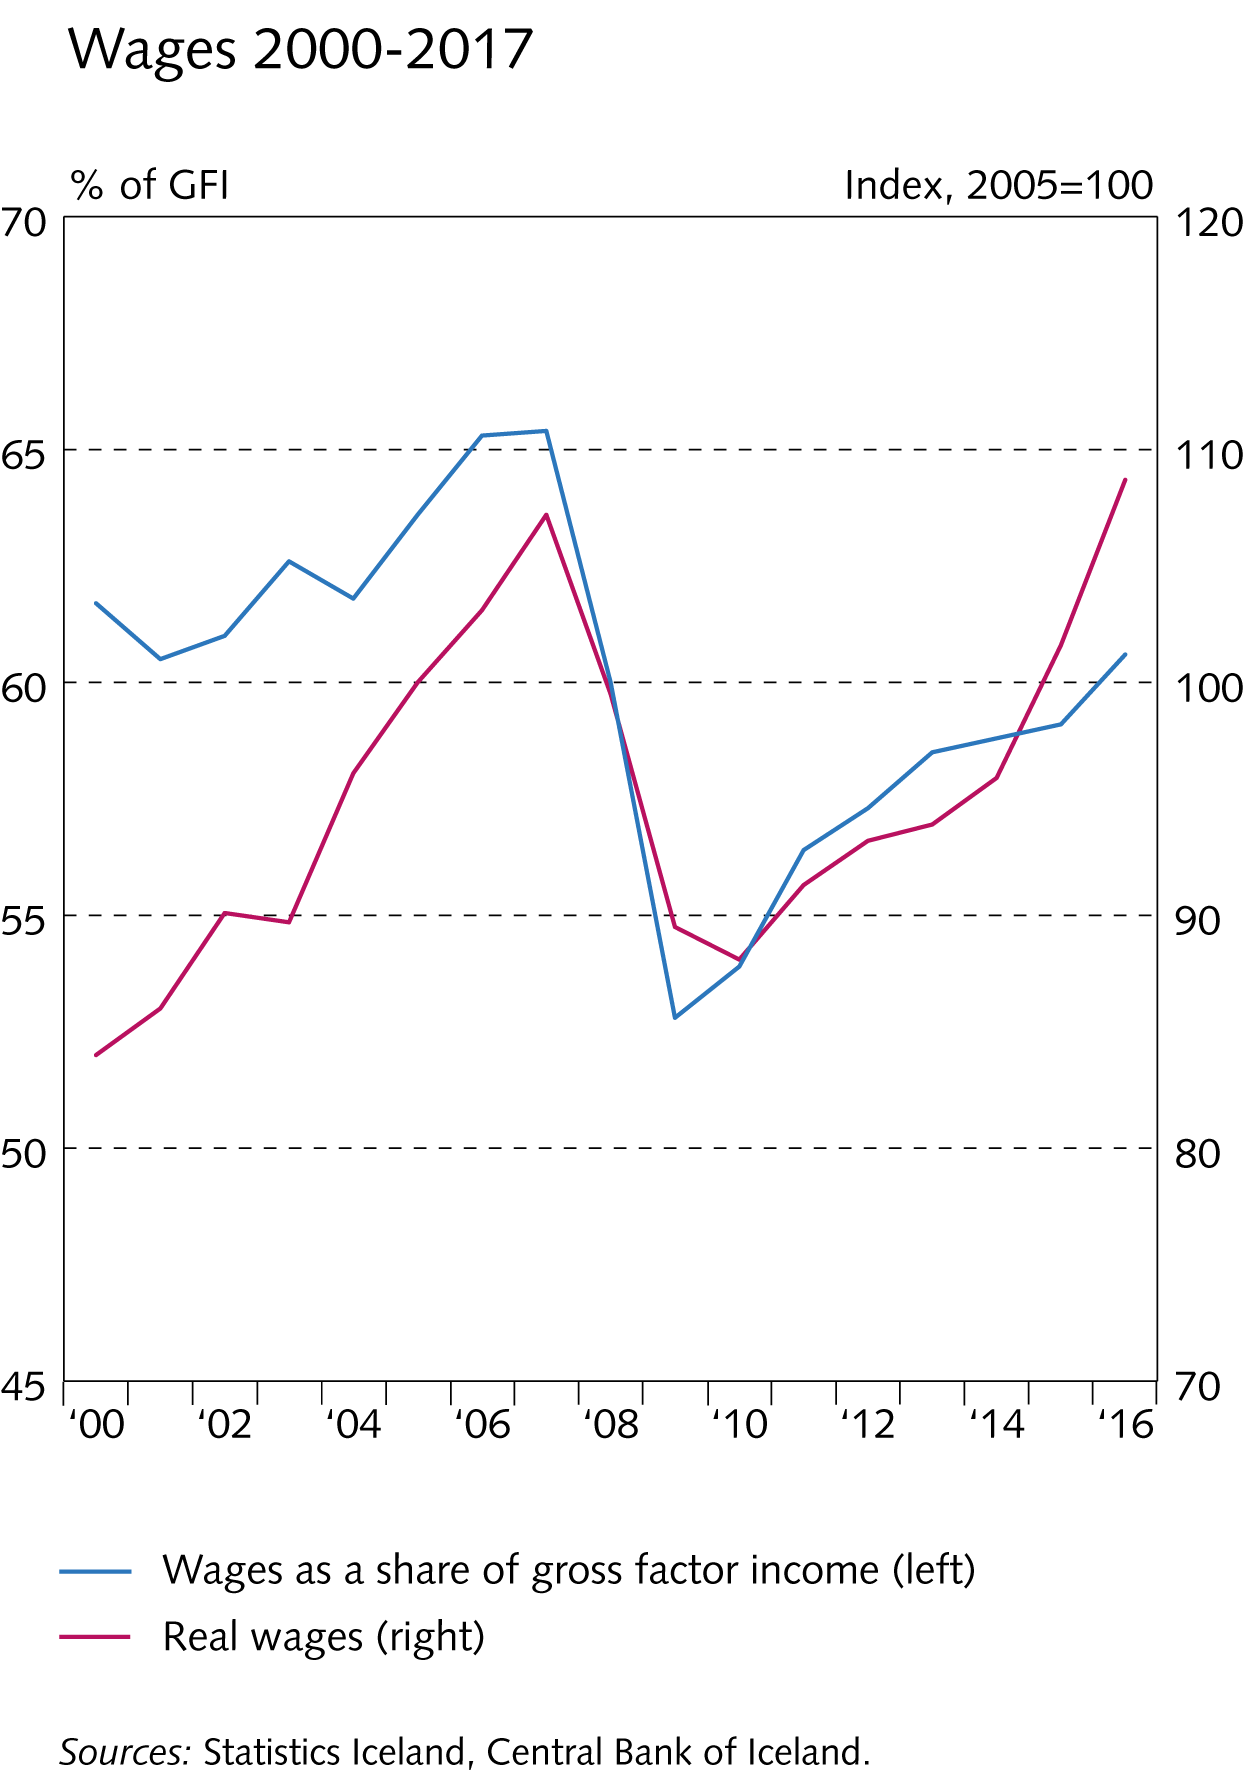 Wages 2000-2017
% of GFI Index, 2005=100
70 120
65 110
60 100
55 90
50 80
45 70
‘00 ‘02 ‘04 ‘06 ‘08 ‘10 ‘12 ‘14 ‘16
Wages as a share of gross factor income (left)
Real wages (right)
Sources: Statistics Iceland, Central Bank of Iceland.